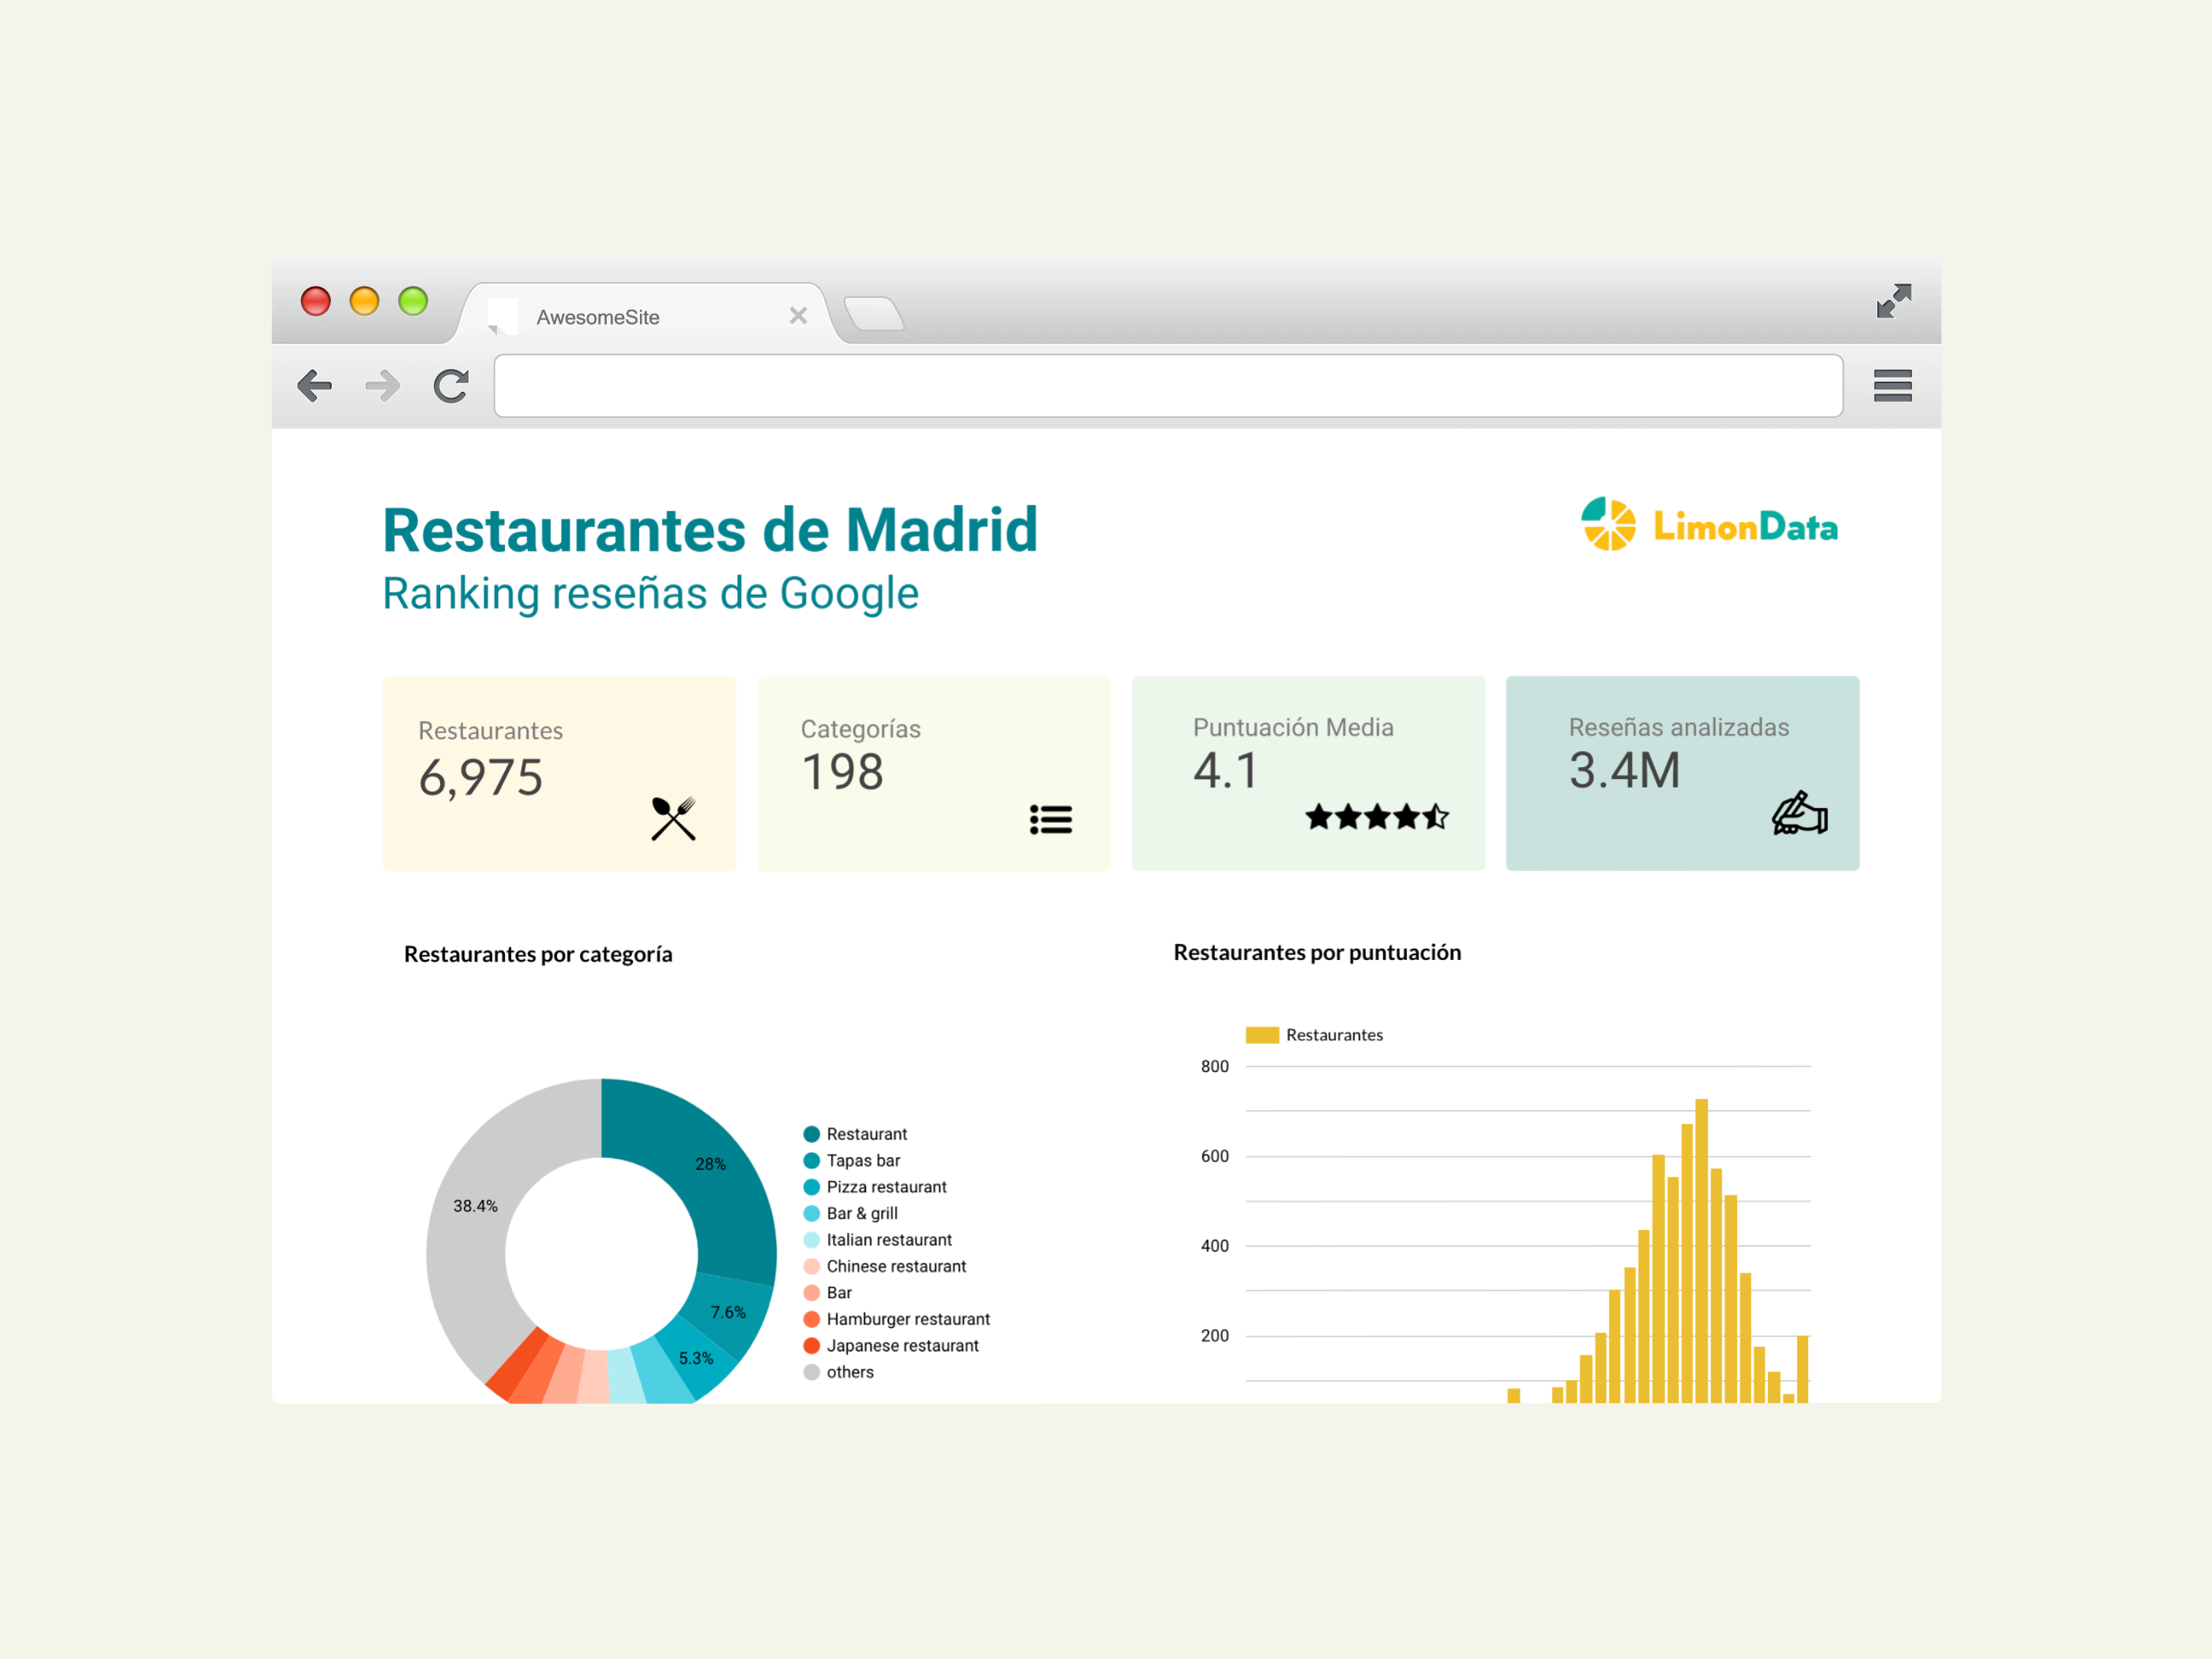 AwesomeSite
Restaurantes de Madrid
Ranking reseñas de Google
LimonData
Restaurantes
6,975
Categorías
198
Puntuación Media
4.1
Reseñas analizadas
3.4M
Restaurantes por categoría
28%
7.6%
5.3%
38.4%
Restaurant
Tapas bar
Pizza restaurant
Bar & grill
Italian restaurant
Chinese restaurant
Bar
Hamburger restaurant
Japanese restaurant
others
Restaurantes por puntuación
Restaurantes
800
600
400
200